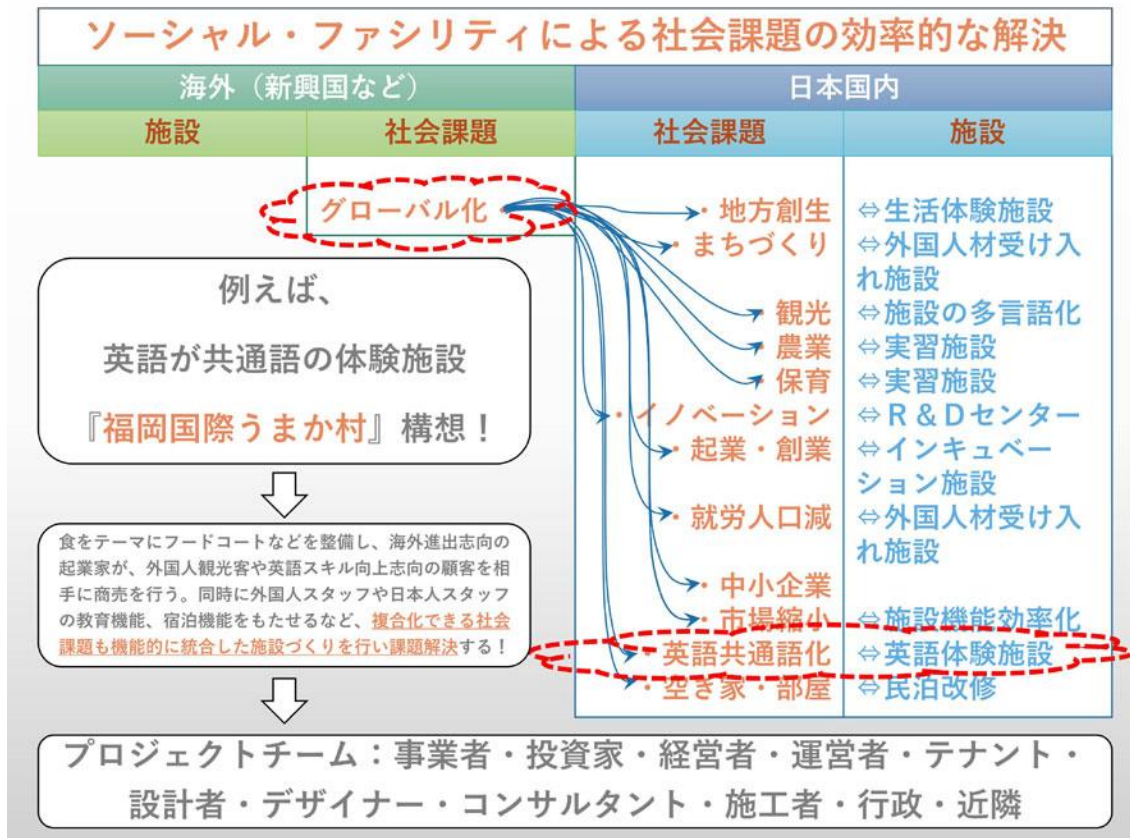 ソーシャル・ファシリティによる社会課題の効率的な解決
海外（新興国など）
日本国内
施設
社会課題
社会課題
施設
グローバル化
例えば、
英語が共通語の体験施設
『福岡国際うまか村』構想！
食をテーマにフードコートなどを整備し、海外進出志向の
起業家が、外国人観光客や英語スキル向上志向の顧客を相
手に商売を行う。同時に外国人スタッフや日本人スタッフ
の教育機能、宿泊機能をもたせるなど、複合化できる社会
課題も機能的に統合した施設づくりを行い課題解決する！
・地方創生 ⇔生活体験施設
・まちづくり ⇔外国人材受け入
れ施設
・観光 ⇔施設の多言語化
・農業 ⇔実習施設
・保育 ⇔実習施設
・イノベーション ⇔Ｒ＆Ｄセンター
・起業・創業 ⇔インキュベー
ション施設
・就労人口減 ⇔外国人材受け入
れ施設
・中小企業
・市場縮小 ⇔施設機能効率化
・英語共通語化 ⇔英語体験施設
・空き家・部屋 ⇔民泊改修
プロジェクトチーム：事業者・投資家・経営者・運営者・テナント・
設計者・デザイナー・コンサルタント・施工者・行政・近隣